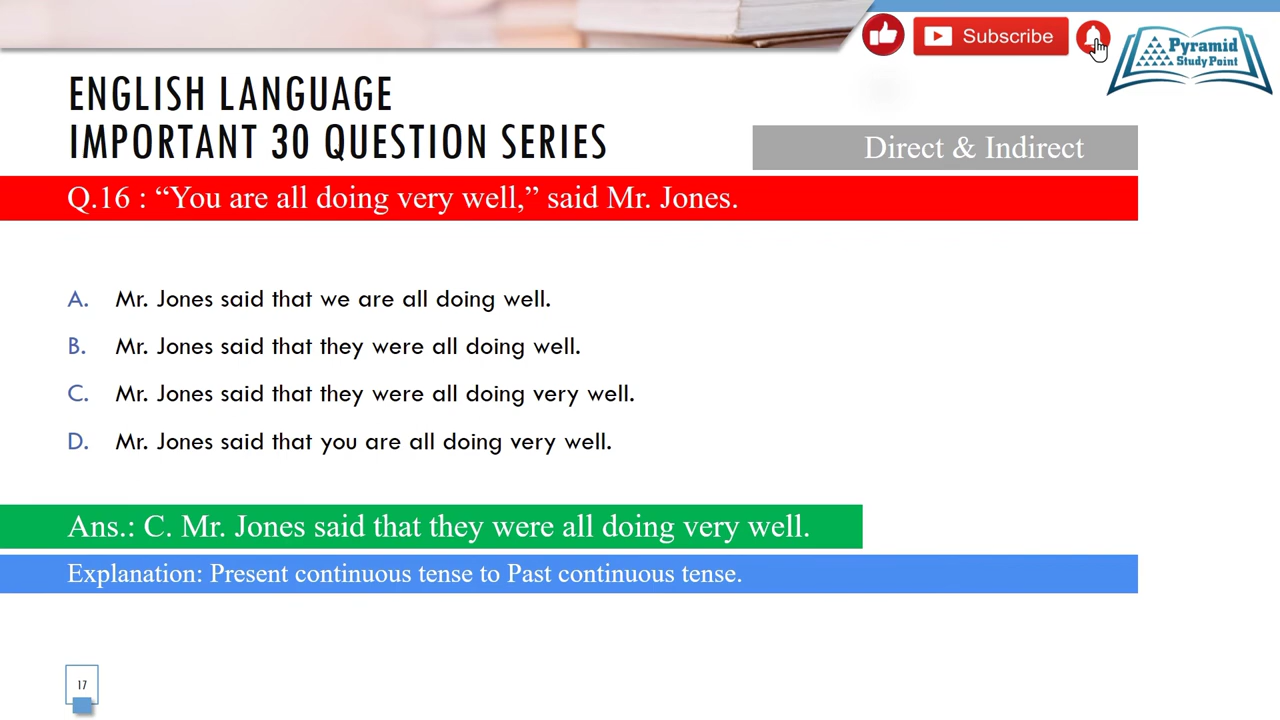 Subscribe
Pyramid
Study Point
ENGLISH LANGUAGE
IMPORTANT 30 QUESTION SERIES
Direct & Indirect
Q.16 : “You are all doing very well,” said Mr. Jones.
A. Mr. Jones said that we are all doing well.
B. Mr. Jones said that they were all doing well.
C. Mr. Jones said that they were all doing very well.
D. Mr. Jones said that you are all doing very well.
Ans.: C. Mr. Jones said that they were all doing very well.
Explanation: Present continuous tense to Past continuous tense.
17